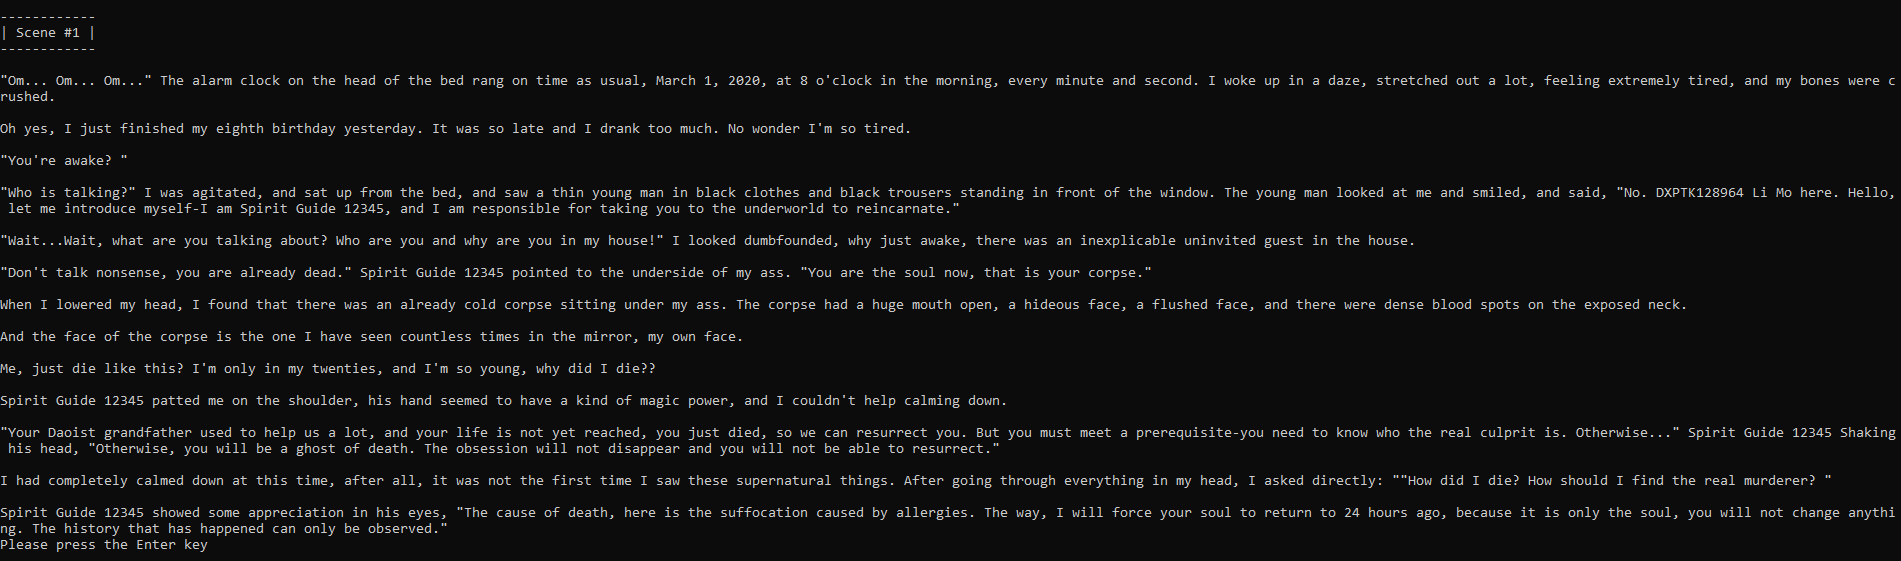 ------------
| Scene #1 |
------------
"Om... Om... Om..." The alarm clock on the head of the bed rang on time as usual, March 1, 2020, at 8 o'clock in the morning, every minute and second. I woke up in a daze, stretched out a lot, feeling extremely tired, and my bones were c
rushed.
Oh yes, I just finished my eighth birthday yesterday. It was so late and I drank too much. No wonder I'm so tired.
"You're awake? "
"Who is talking?" I was agitated, and sat up from the bed, and saw a thin young man in black clothes and black trousers standing in front of the window. The young man looked at me and smiled, and said, "No. DXPTK128964 Li Mo here. Hello,
let me introduce myself-I am Spirit Guide 12345, and I am responsible for taking you to the underworld to reincarnate."
"Wait...Wait, what are you talking about? Who are you and why are you in my house!" I looked dumbfounded, why just awake, there was an inexplicable uninvited guest in the house.
"Don't talk nonsense, you are already dead." Spirit Guide 12345 pointed to the underside of my ass. "You are the soul now, that is your corpse."
When I lowered my head, I found that there was an already cold corpse sitting under my ass. The corpse had a huge mouth open, a hideous face, a flushed face, and there were dense blood spots on the exposed neck.
And the face of the corpse is the one I have seen countless times in the mirror, my own face.
Me, just die like this? I'm only in my twenties, and I'm so young, why did I die??
Spirit Guide 12345 patted me on the shoulder, his hand seemed to have a kind of magic power, and I couldn't help calming down.
"Your Daoist grandfather used to help us a lot, and your life is not yet reached, you just died, so we can resurrect you. But you must meet a prerequisite-you need to know who the real culprit is. Otherwise..." Spirit Guide 12345 Shaking
his head, "Otherwise, you will be a ghost of death. The obsession will not disappear and you will not be able to resurrect."
I had completely calmed down at this time, after all, it was not the first time I saw these supernatural things. After going through everything in my head, I asked directly: ""How did I die? How should I find the real murderer? "
Spirit Guide 12345 showed some appreciation in his eyes, "The cause of death, here is the suffocation caused by allergies. The way, I will force your soul to return to 24 hours ago, because it is only the soul, you will not change anythi
ng. The history that has happened can only be observed."
Please press the Enter key